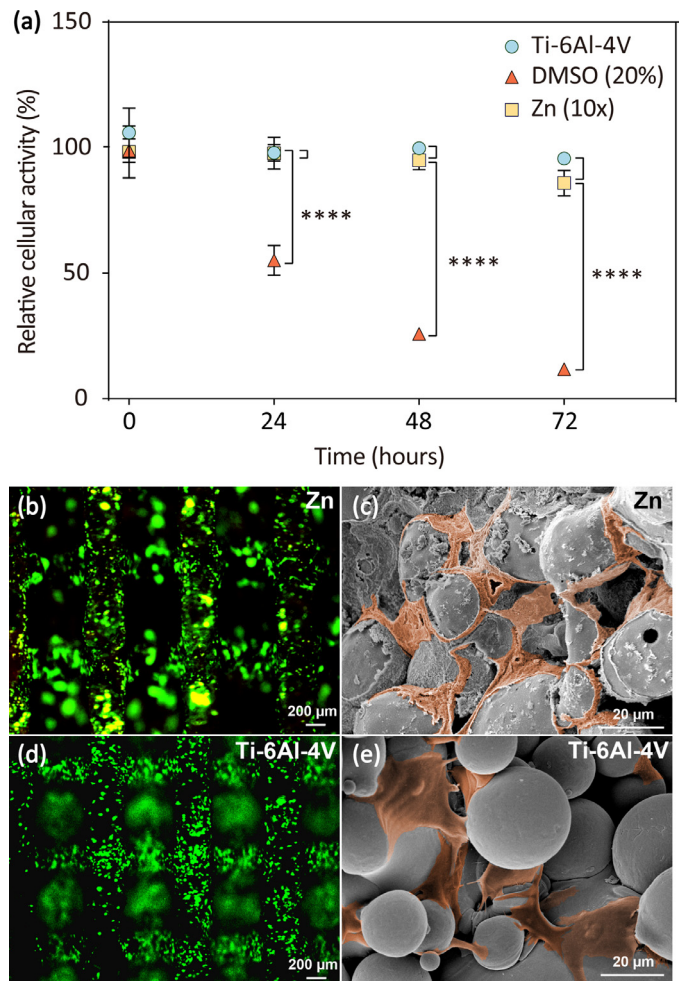 (a)
150
100
50
0
Relative cellular activity (%)
Ti-6Al-4V
DMSO (20%)
Zn (10x)
****
****
****
0
24
48
72
Time (hours)
(b)
Zn
200 µm
(c)
Zn
20 µm
(d)
Ti-6Al-4V
200 µm
(e)
Ti-6Al-4V
20 µm